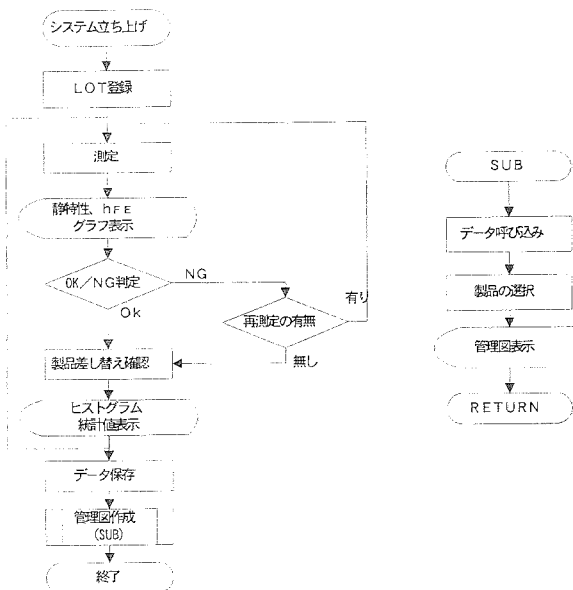 システム立ち上げ
LOT登録
測定
静特性、hFE
グラフ表示
OK/NG判定
NG
Ok
再測定の有無
有り
無し
製品差し替え確認
ヒストグラム
統計値表示
データ保存
管理図作成
(SUB)
終了
SUB
データ呼び込み
製品の選択
管理図表示
RETURN